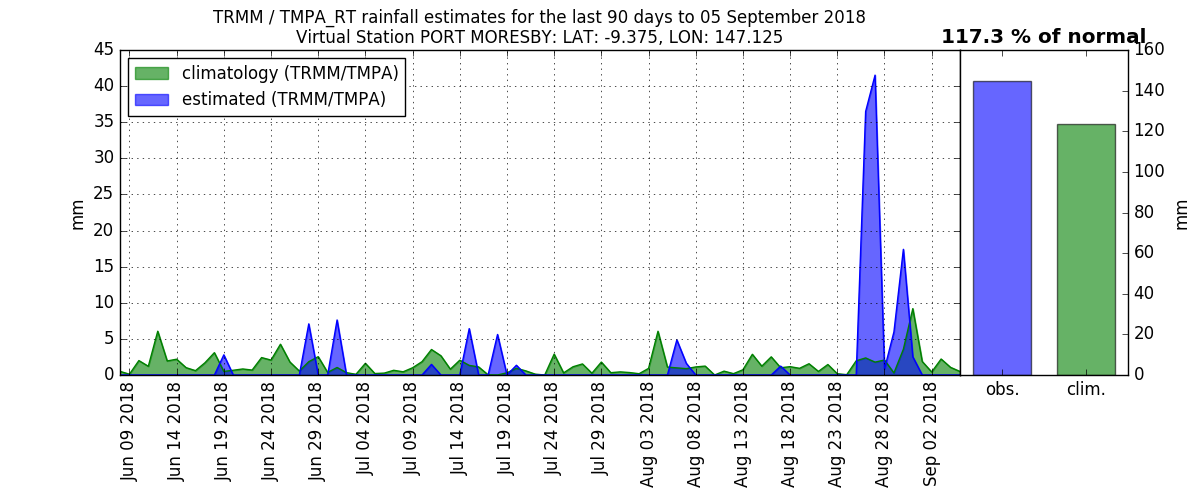 TRMM / TMPA_RT rainfall estimates for the last 90 days to 05 September 2018
Virtual Station PORT MORESBY: LAT: -9.375, LON: 147.125
117.3 % of normal
climatology (TRMM/TMPA)
estimated (TRMM/TMPA)
45
40
35
30
25
20
15
10
5
0
mm
Jun 09 2018
Jun 14 2018
Jun 19 2018
Jun 24 2018
Jun 29 2018
Jul 04 2018
Jul 09 2018
Jul 14 2018
Jul 19 2018
Jul 24 2018
Jul 29 2018
Aug 03 2018
Aug 08 2018
Aug 13 2018
Aug 18 2018
Aug 23 2018
Aug 28 2018
Sep 02 2018
obs.
clim.
160
140
120
100
80
60
40
20
0
mm